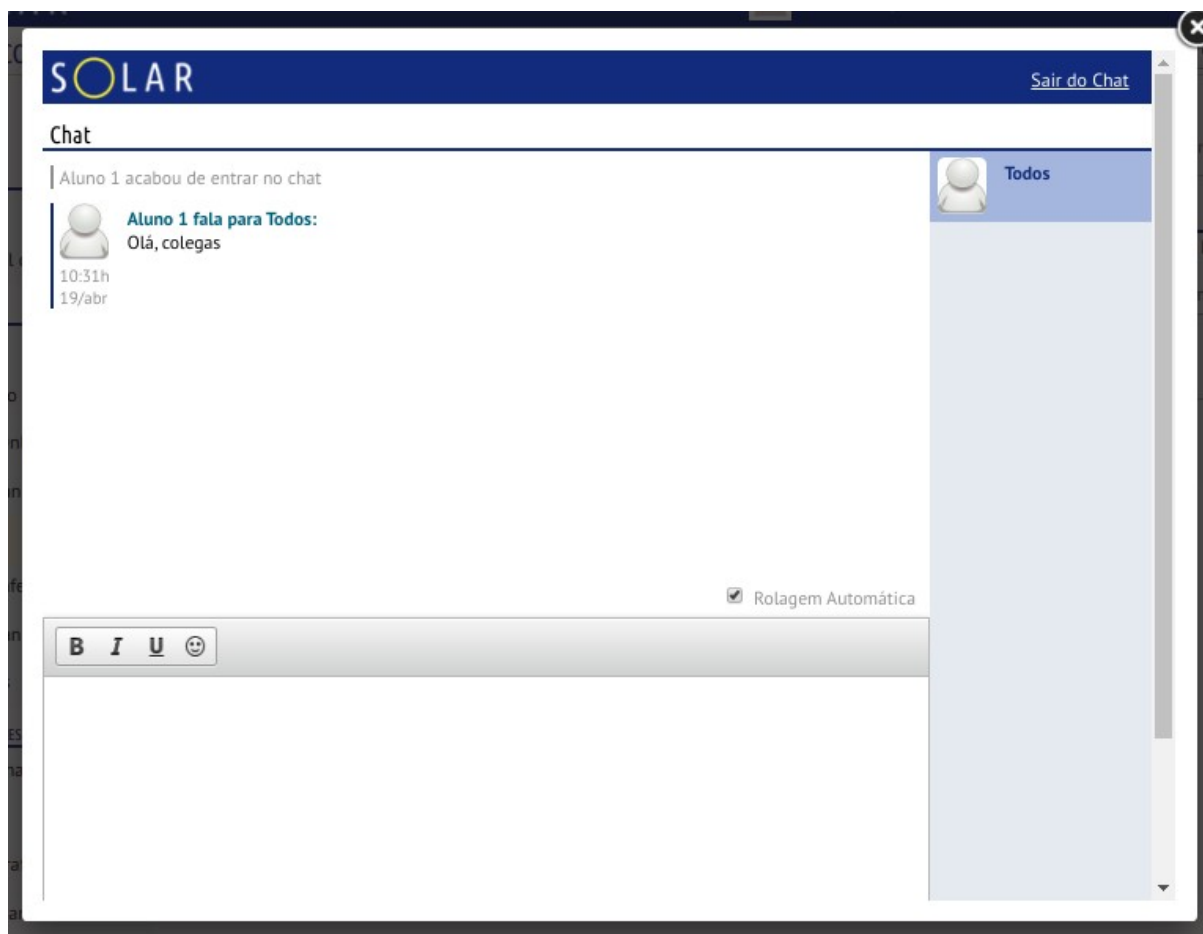 SOLAR
Sair do Chat
Chat
Aluno 1 acabou de entrar no chat
Todos
Aluno 1 fala para Todos:
Olá, colegas
10:31h
19/abr
Rolagem Automática
B I U